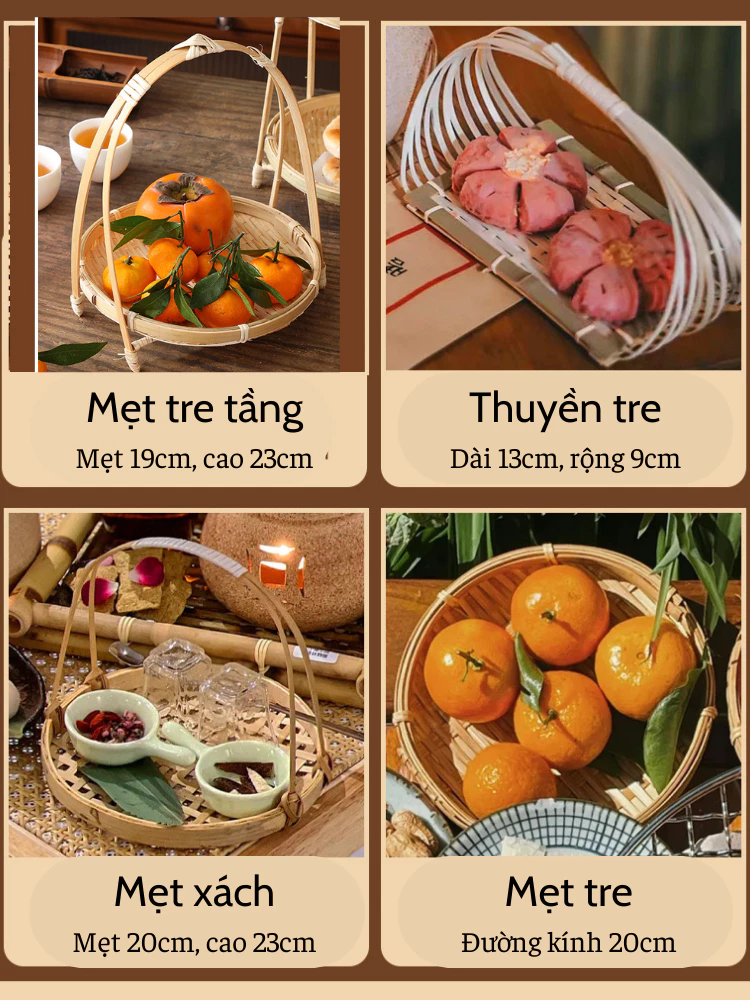 Mẹt tre tầng
Mẹt 19cm, cao 23cm
Thuyền tre
Dài 13cm, rộng 9cm
Mẹt xách
Mẹt 20cm, cao 23cm
Mẹt tre
Đường kính 20cm